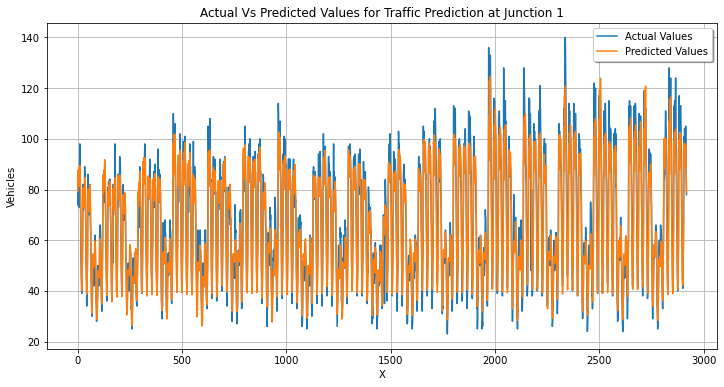 Actual Vs Predicted Values for Traffic Prediction at Junction 1
Actual Values
Predicted Values
Vehicles
140
120
100
80
60
40
20
0
500
1000
1500
2000
2500
3000
X